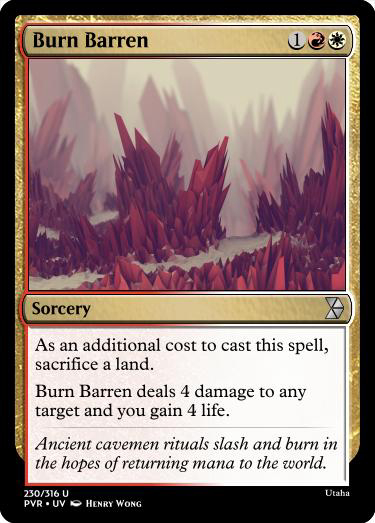 Burn Barren 1
Sorcery
As an additional cost to cast this spell,
sacrifice a land.
Burn Barren deals 4 damage to any
target and you gain 4 life.
Ancient cavemen rituals slash and burn in
the hopes of returning mana to the world.
230/316 U Utaha
PVR • UV Henry Wong